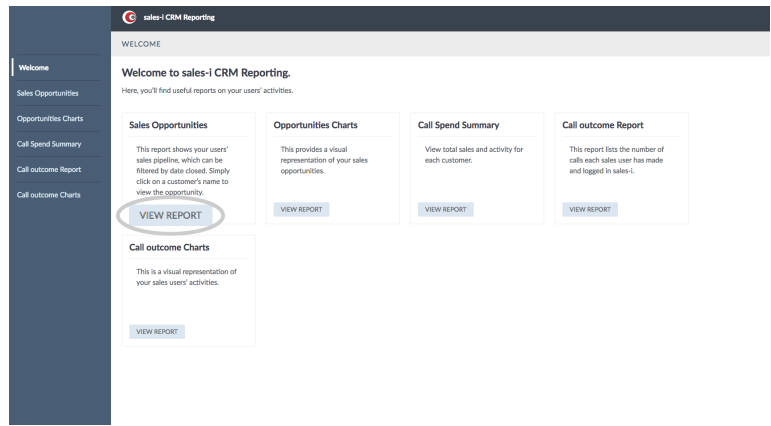 sales-i CRM Reporting
WELCOME
Welcome
Sales Opportunities
Opportunities Charts
Call Spend Summary
Call outcome Report
Call outcome Charts
Welcome to sales-i CRM Reporting.
Here, you'll find useful reports on your users' activities.
Sales Opportunities
This report shows your users'
sales pipeline, which can be
filtered by date closed. Simply
click on a customer's name to
view the opportunity.
VIEW REPORT
Opportunities Charts
This provides a visual
representation of your sales
opportunities.
VIEW REPORT
Call Spend Summary
View total sales and activity for
each customer.
VIEW REPORT
Call outcome Report
This report lists the number of
calls each sales user has made
and logged in sales-i.
VIEW REPORT
Call outcome Charts
This is a visual representation of
your sales users' activities.
VIEW REPORT